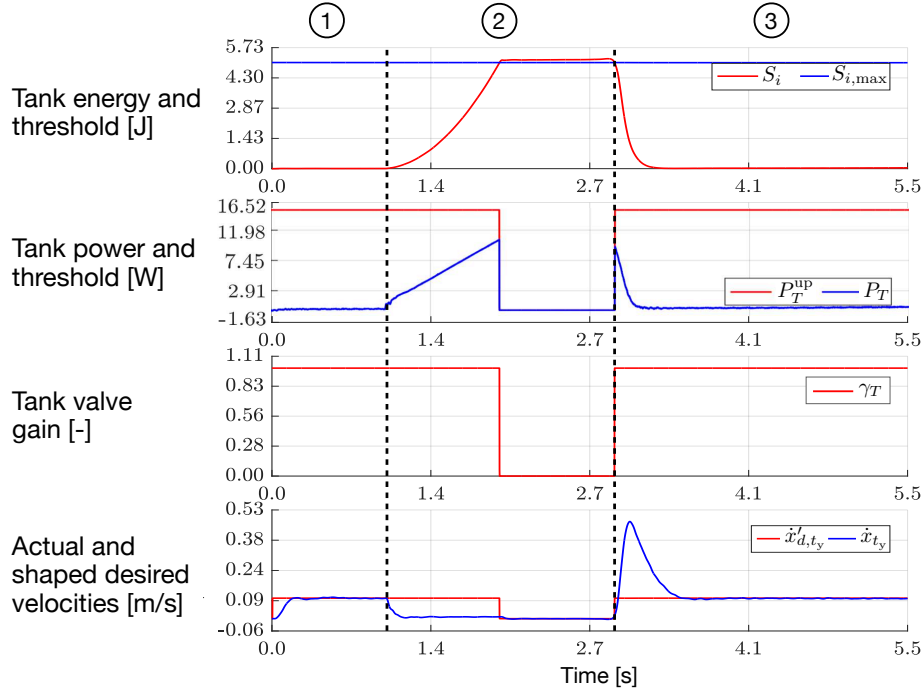 1 2 3
Tank energy and
threshold [J]
5.73
4.30
2.87
1.43
0.00
S_i S_{i,max}
0.0 1.4 2.7 4.1 5.5
Tank power and
threshold [W]
16.52
11.98
7.45
2.91
-1.63
P_T^{up} P_T
0.0 1.4 2.7 4.1 5.5
Tank valve
gain [-]
1.11
0.83
0.56
0.28
0.00
γ_T
0.0 1.4 2.7 4.1 5.5
Actual and
shaped desired
velocities [m/s]
0.53
0.38
0.24
0.09
-0.06
ẋ′_{d,t_y} ẋ_{t_y}
0.0 1.4 2.7 4.1 5.5
Time [s]